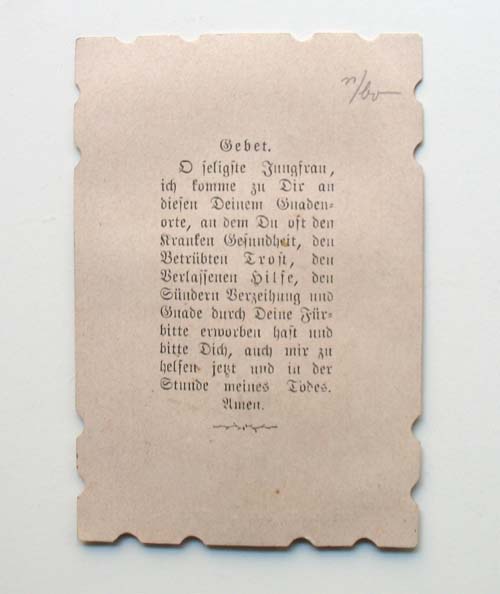 Gebet.
O seligste Jungfrau,
ich komme zu Dir an
diesen Deinem Gnaden-
orte, an dem Du oft den
Kranken Gesundheit, den
Betrübten Trost, den
Verlassenen Hilfe, den
Sündern Verzeihung und
Gnade durch Deine Für-
bitte erworben hast und
bitte Dich, auch mir zu
helfen jetzt und in der
Stunde meines Todes.
Amen.